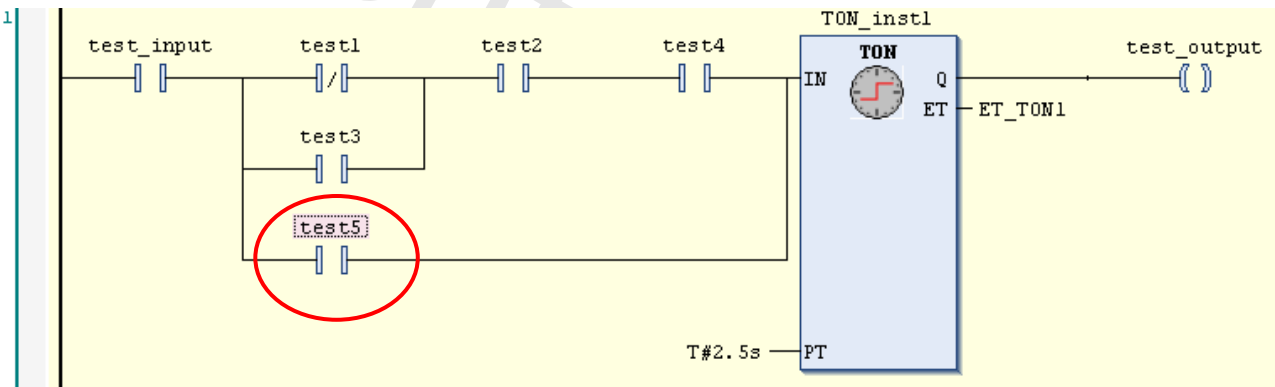 1
TON_inst1
test_input test1 test2 test4 TON test_output
IN Q
ET ET_TON1
test3
test5
T#2.5s PT